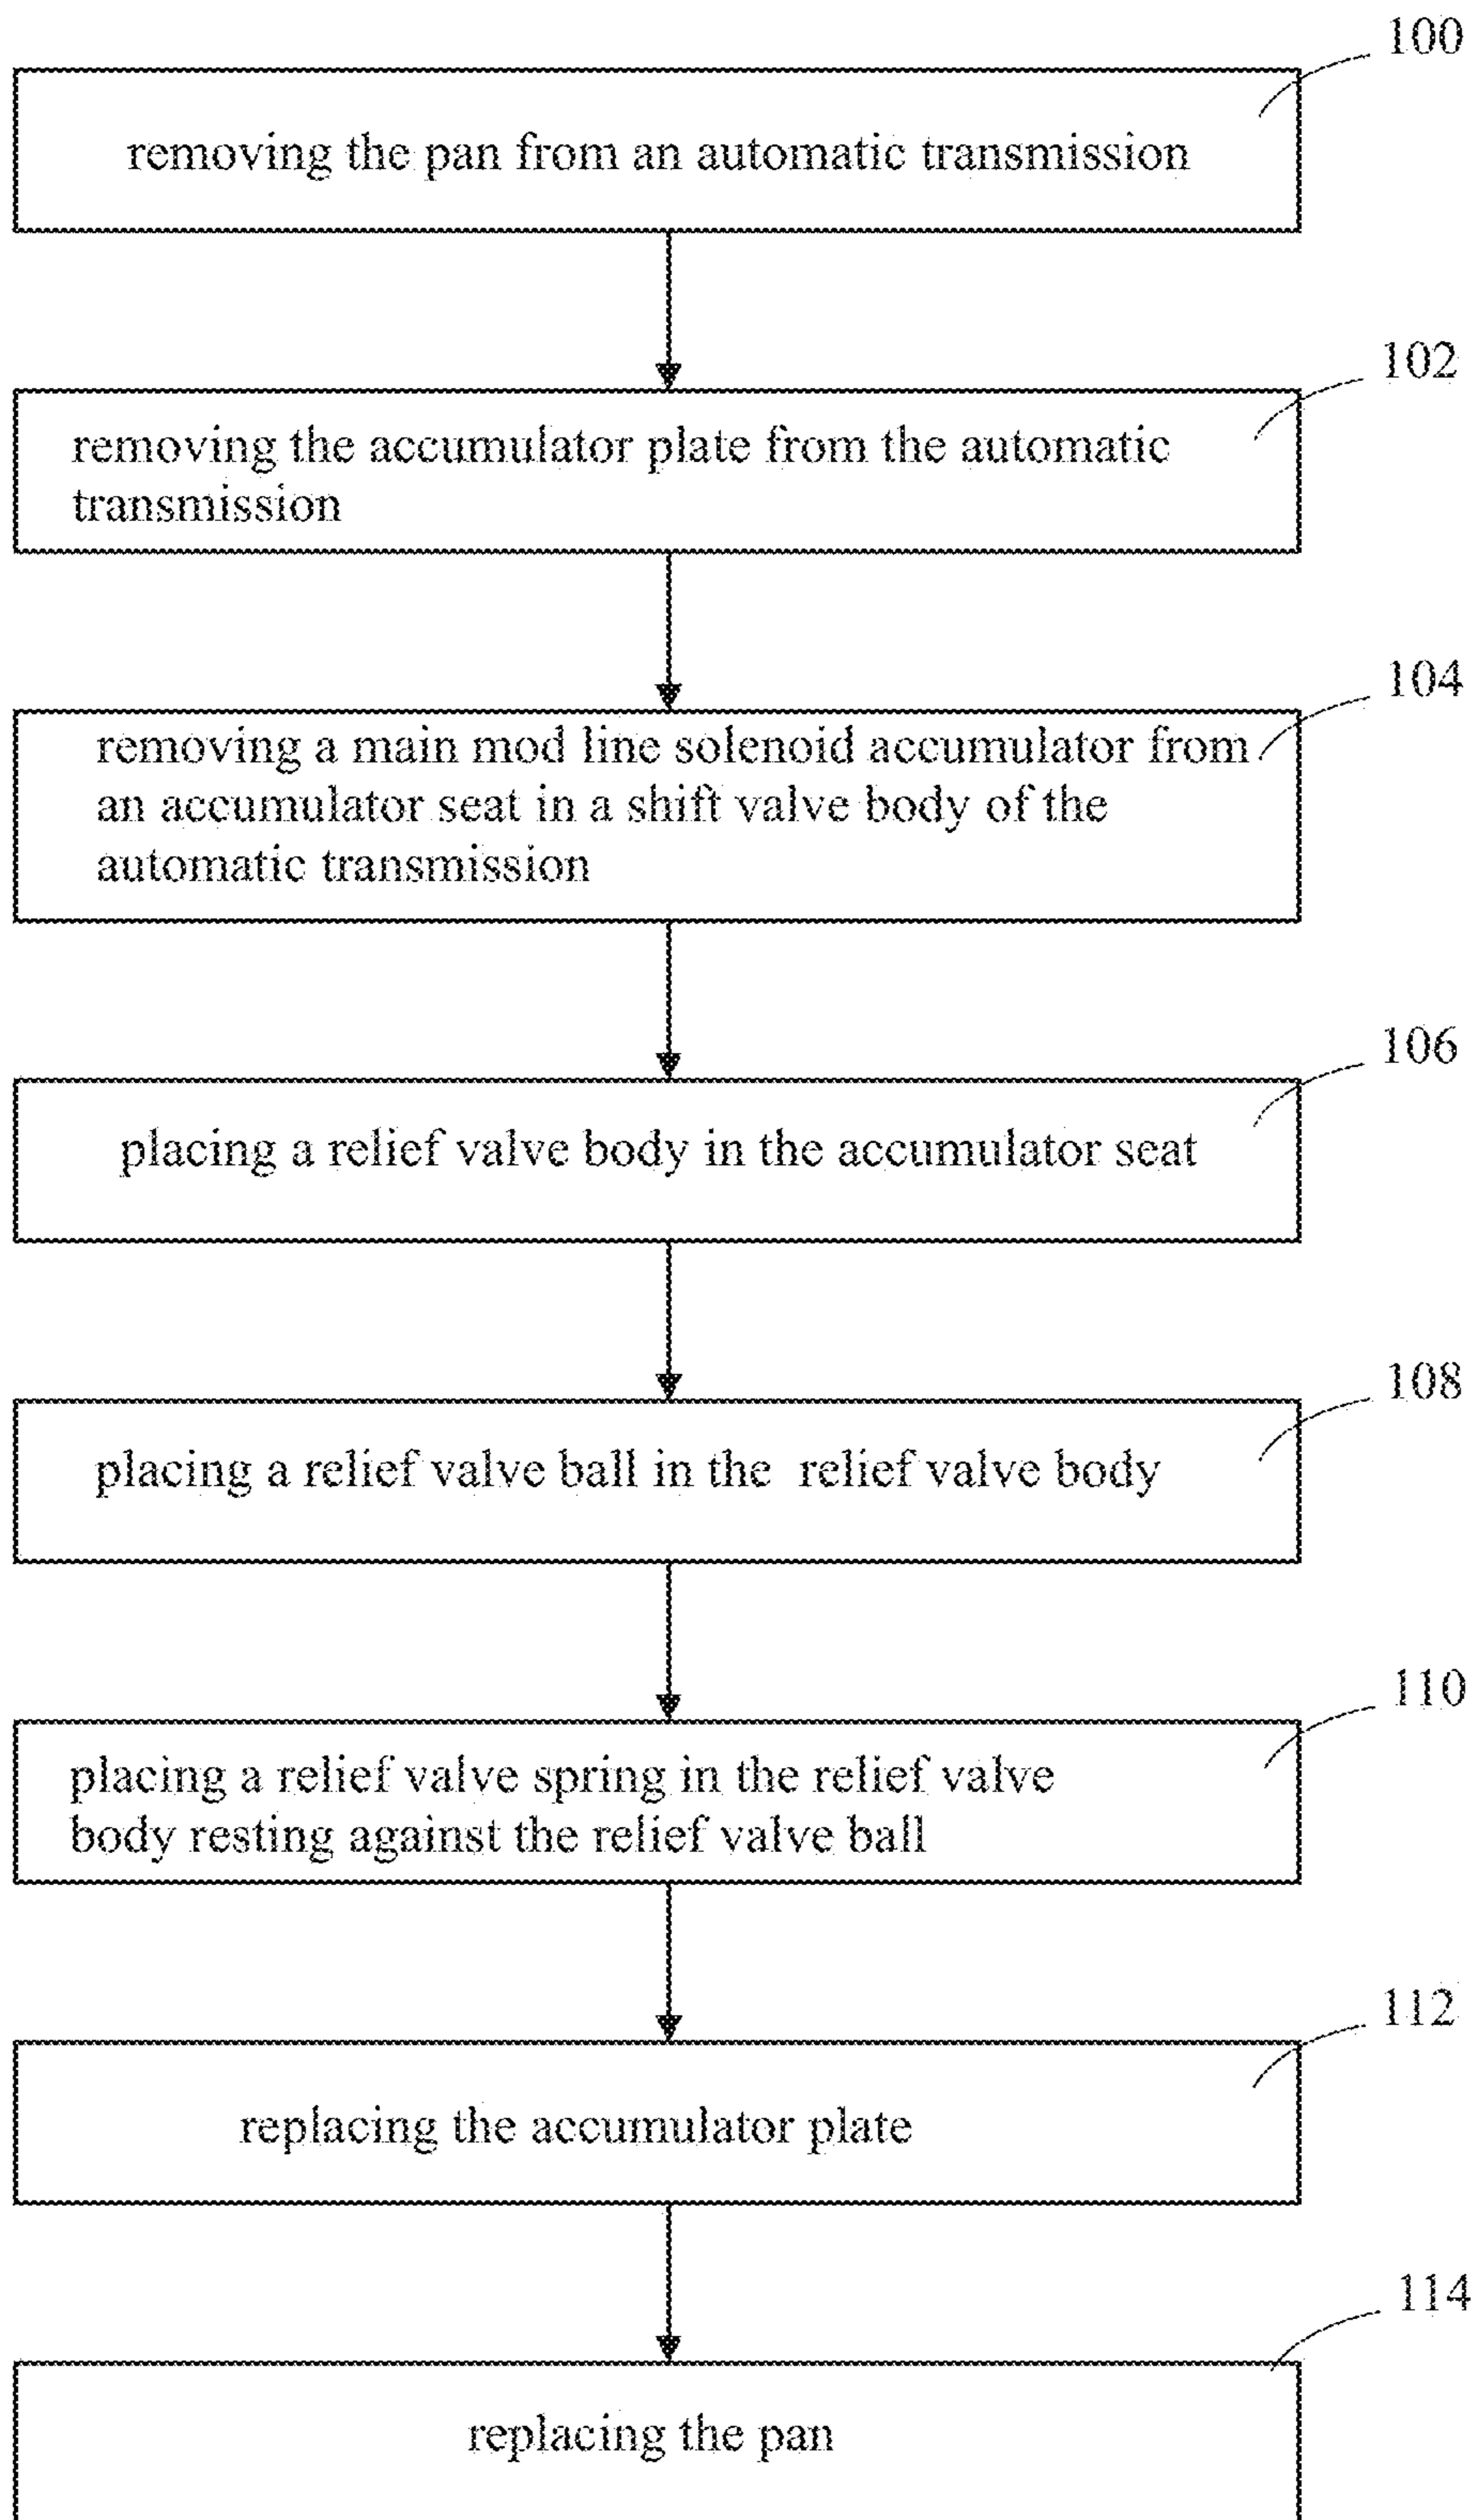 100
removing the pan from an automatic transmission
102
removing the accumulator plate from the automatic
transmission
104
removing a main mod line solenoid accumulator from
an accumulator seat in a shift valve body of the
automatic transmission
106
placing a relief valve body in the accumulator seat
108
placing a relief valve ball in the relief valve body
110
placing a relief valve spring in the relief valve
body resting against the relief valve ball
112
replacing the accumulator plate
114
replacing the pan